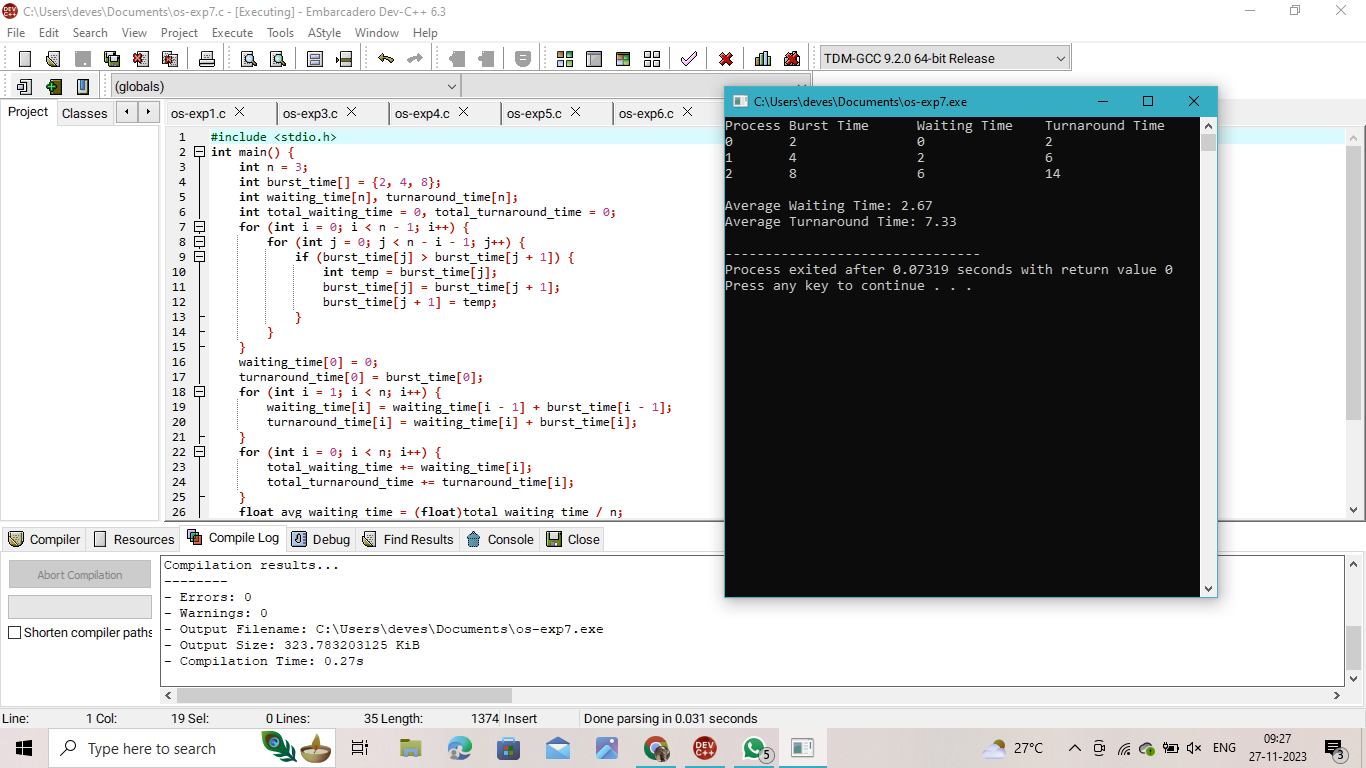 C:\Users\deves\Documents\os-exp7.c - [Executing] - Embarcadero Dev-C++ 6.3
File Edit Search View Project Execute Tools AStyle Window Help
TDM-GCC 9.2.0 64-bit Release
(globals)
Project Classes
os-exp1.c os-exp3.c os-exp4.c os-exp5.c os-exp6.c
1 #include <stdio.h>
2 int main() {
3 int n = 3;
4 int burst_time[] = {2, 4, 8};
5 int waiting_time[n], turnaround_time[n];
6 int total_waiting_time = 0, total_turnaround_time = 0;
7 for (int i = 0; i < n - 1; i++) {
8 for (int j = 0; j < n - i - 1; j++) {
9 if (burst_time[j] > burst_time[j + 1]) {
10 int temp = burst_time[j];
11 burst_time[j] = burst_time[j + 1];
12 burst_time[j + 1] = temp;
13 }
14 }
15 }
16 waiting_time[0] = 0;
17 turnaround_time[0] = burst_time[0];
18 for (int i = 1; i < n; i++) {
19 waiting_time[i] = waiting_time[i - 1] + burst_time[i - 1];
20 turnaround_time[i] = waiting_time[i] + burst_time[i];
21 }
22 for (int i = 0; i < n; i++) {
23 total_waiting_time += waiting_time[i];
24 total_turnaround_time += turnaround_time[i];
25 }
26 float avg_waiting_time = (float)total_waiting_time / n;
C:\Users\deves\Documents\os-exp7.exe
Process Burst Time Waiting Time Turnaround Time
0 2 0 2
1 4 2 6
2 8 6 14
Average Waiting Time: 2.67
Average Turnaround Time: 7.33
--------------------------------
Process exited after 0.07319 seconds with return value 0
Press any key to continue . . .
Compiler Resources Compile Log Debug Find Results Console Close
Abort Compilation
Shorten compiler paths
Compilation results...
--------
- Errors: 0
- Warnings: 0
- Output Filename: C:\Users\deves\Documents\os-exp7.exe
- Output Size: 323.783203125 KiB
- Compilation Time: 0.27s
Line: 1 Col: 19 Sel: 0 Lines: 35 Length: 1374 Insert Done parsing in 0.031 seconds
Type here to search
DEV C++
5
27°C
ENG
09:27
27-11-2023
3